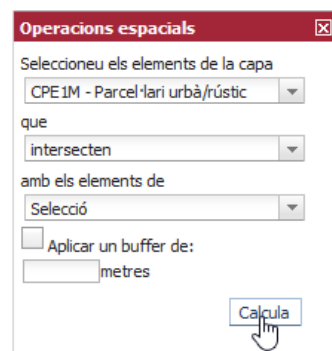 Operacions espacials
Seleccioneu els elements de la capa
CPE1M - Parcel·lari urbà/rústic
que
intersecten
amb els elements de
Selecció
Aplicar un buffer de:
metres
Calcula